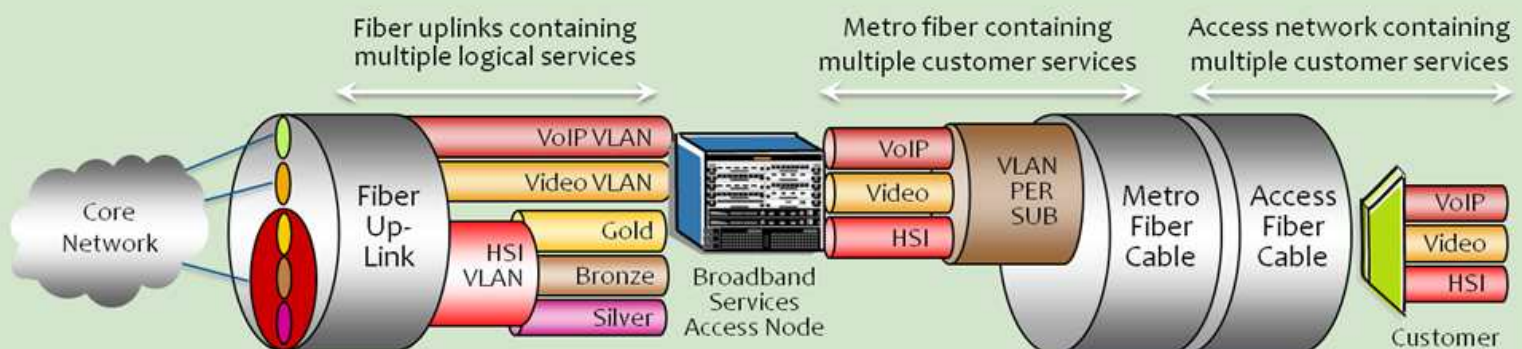 Fiber uplinks containing
multiple logical services
Metro fiber containing
multiple customer services
Access network containing
multiple customer services
Core
Network
Fiber
Up-
Link
VoIP VLAN
Video VLAN
HSI
VLAN
Gold
Bronze
Silver
Broadband
Services
Access Node
VoIP
Video
HSI
VLAN
PER
SUB
Metro
Fiber
Cable
Access
Fiber
Cable
VoIP
Video
HSI
Customer